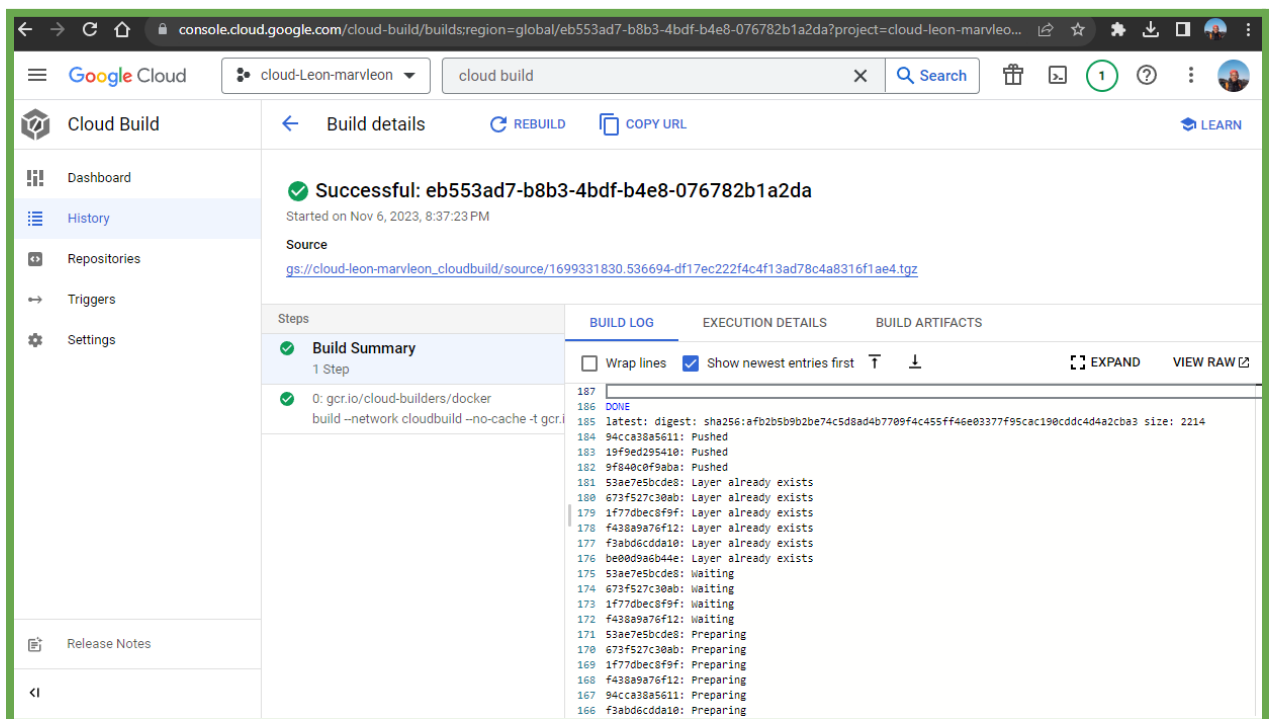 console.cloud.google.com/cloud-build/builds;region=global/eb553ad7-b8b3-4bdf-b4e8-076782b1a2da?project=cloud-leon-marvleo...
Google Cloud
cloud-Leon-marvleon
cloud build
Search
1
Cloud Build
Build details
REBUILD
COPY URL
LEARN
Dashboard
History
Repositories
Triggers
Settings
Release Notes
Successful: eb553ad7-b8b3-4bdf-b4e8-076782b1a2da
Started on Nov 6, 2023, 8:37:23 PM
Source
gs://cloud-leon-marvleon_cloudbuild/source/1699331830.536694-df17ec222f4c4f13ad78c4a8316f1ae4.tgz
Steps
Build Summary
1 Step
0: gcr.io/cloud-builders/docker
build --network cloudbuild --no-cache -t gcr.i
BUILD LOG EXECUTION DETAILS BUILD ARTIFACTS
Wrap lines Show newest entries first EXPAND VIEW RAW
187
186 DONE
185 latest: digest: sha256:afb2b5b9b2be74c5d8ad4b7709f4c455ff46e03377f95cac190cddc4d4a2cba3 size: 2214
184 94cca38a5611: Pushed
183 19f9ed295410: Pushed
182 9f840c0f9aba: Pushed
181 53ae7e5bcde8: Layer already exists
180 673f527c30ab: Layer already exists
179 1f77dbec8f9f: Layer already exists
178 f438a9a76f12: Layer already exists
177 f3abd6cdda10: Layer already exists
176 be00d9a6b44e: Layer already exists
175 53ae7e5bcde8: Waiting
174 673f527c30ab: Waiting
173 1f77dbec8f9f: Waiting
172 f438a9a76f12: Waiting
171 53ae7e5bcde8: Preparing
170 673f527c30ab: Preparing
169 1f77dbec8f9f: Preparing
168 f438a9a76f12: Preparing
167 94cca38a5611: Preparing
166 f3abd6cdda10: Preparing